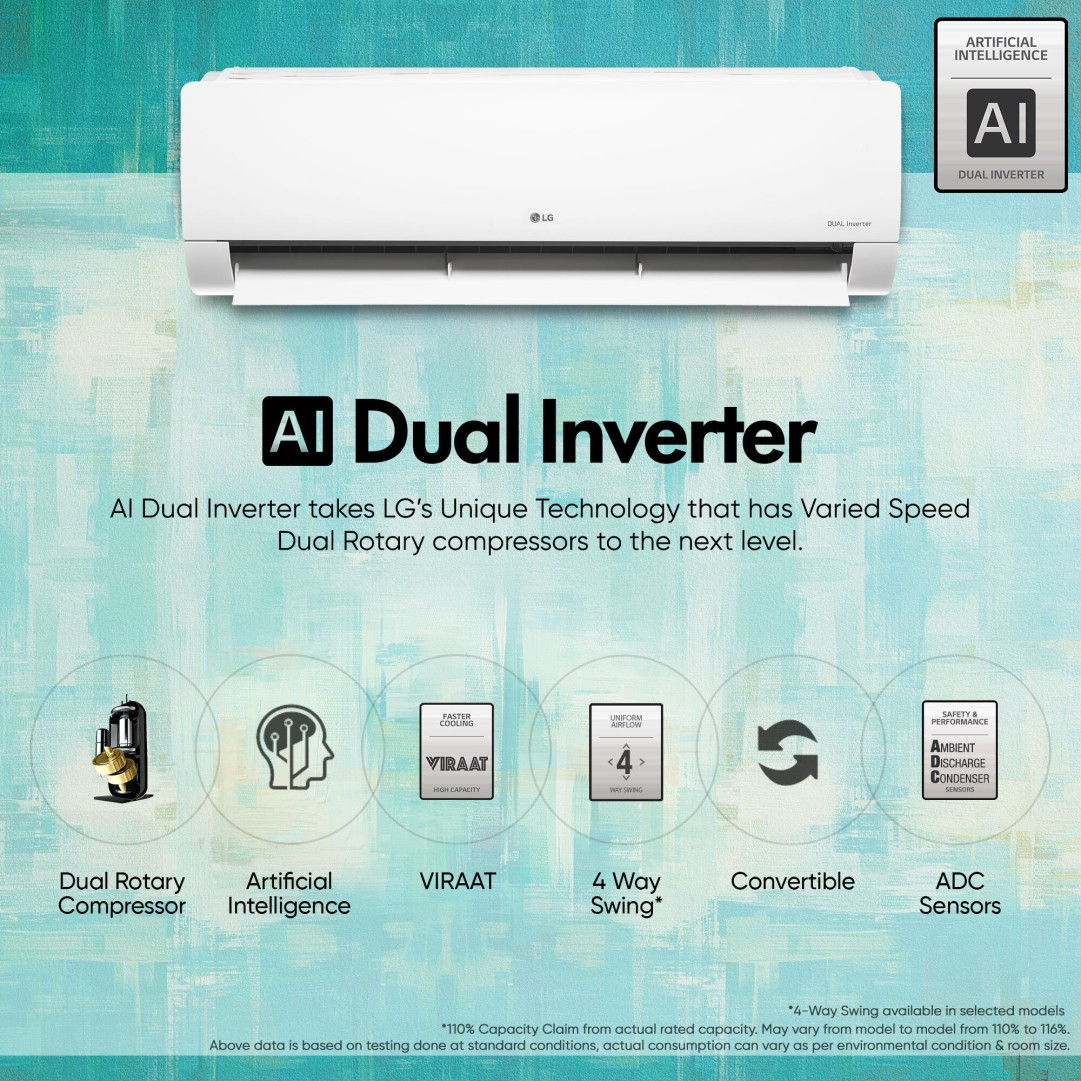 ARTIFICIAL
INTELLIGENCE
AI
DUAL INVERTER
LG
DUAL Inverter
AI Dual Inverter
AI Dual Inverter takes LG's Unique Technology that has Varied Speed
Dual Rotary compressors to the next level.
FASTER
COOLING
VIRAAT
HIGH CAPACITY
UNIFORM
AIRFLOW
4
WAY SWING
SAFETY &
PERFORMANCE
AMBIENT
DISCHARGE
CONDENSER
SENSORS
Dual Rotary
Compressor
Artificial
Intelligence
VIRAAT
4 Way
Swing*
Convertible
ADC
Sensors
*4-Way Swing available in selected models
*110% Capacity Claim from actual rated capacity. May vary from model to model from 110% to 116%.
Above data is based on testing done at standard conditions, actual consumption can vary as per environmental condition & room size.